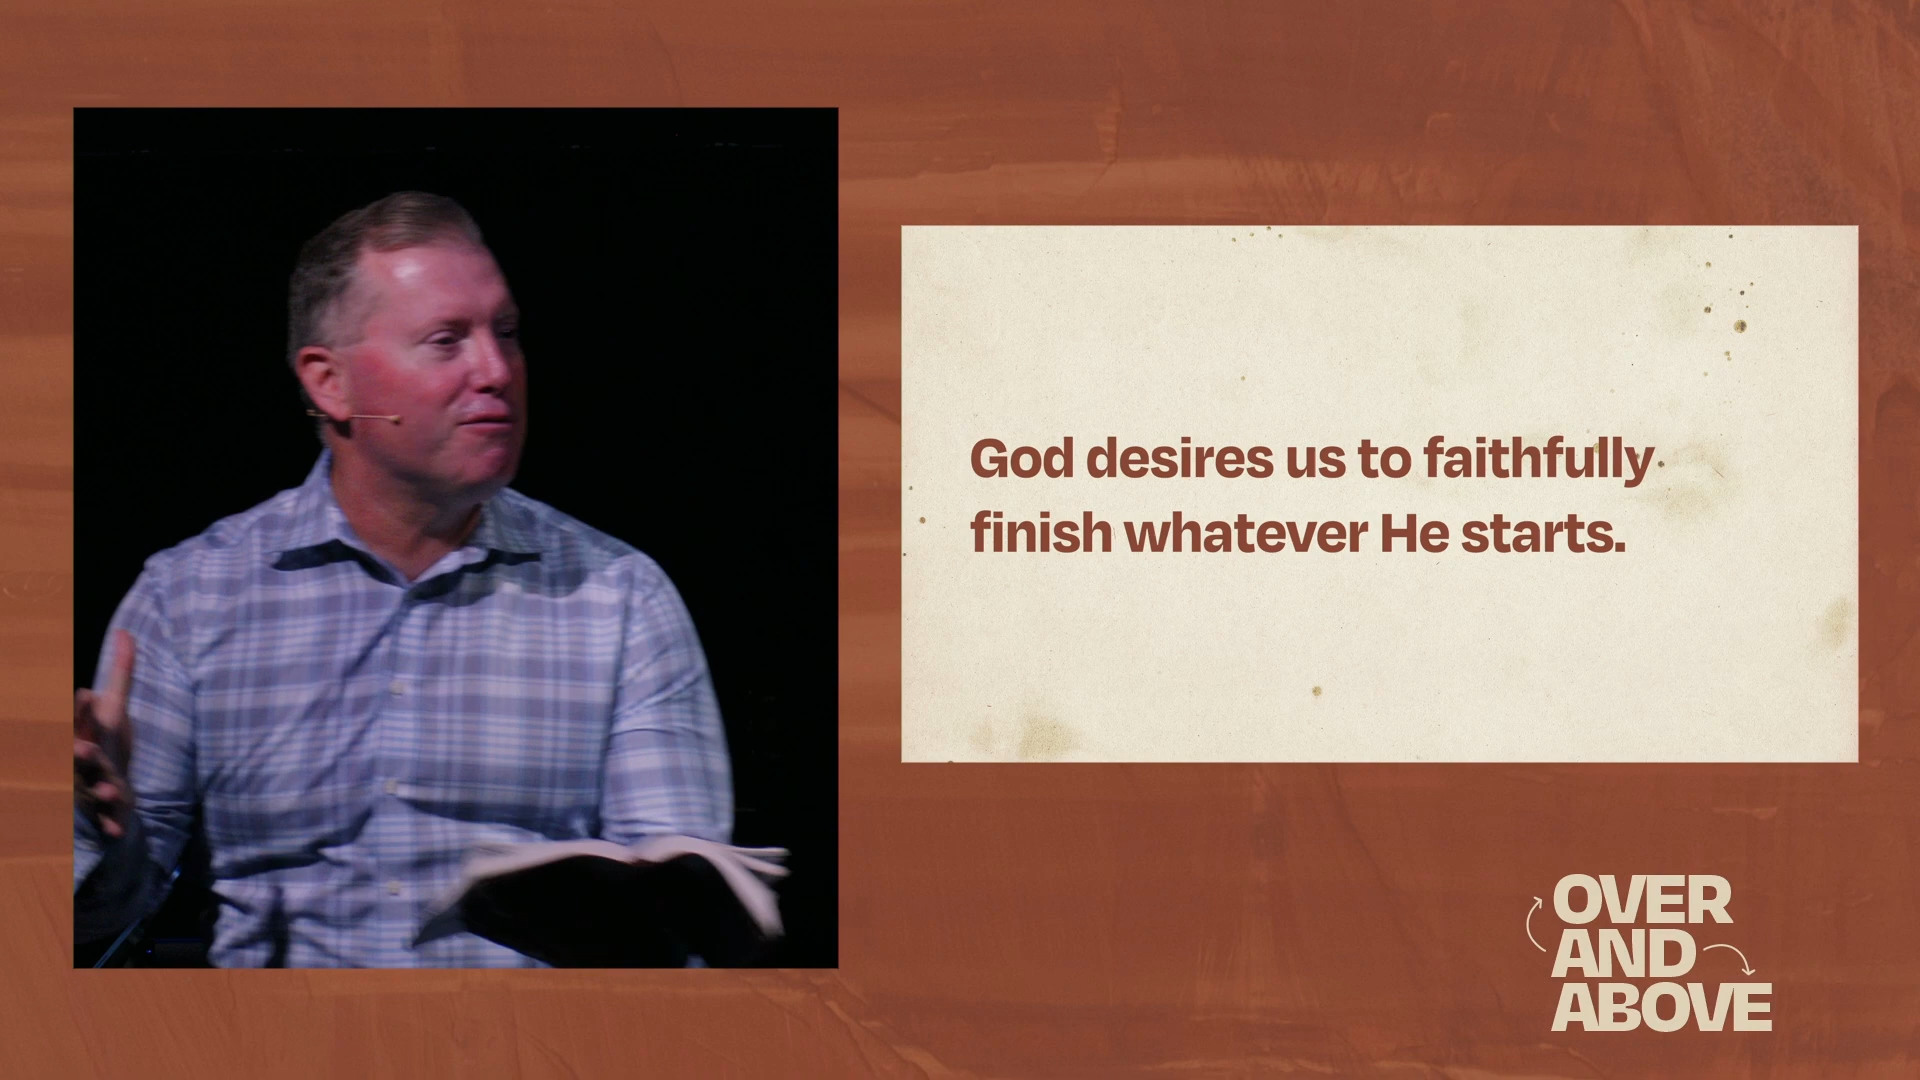 God desires us to faithfully
finish whatever He starts.
OVER
AND
ABOVE